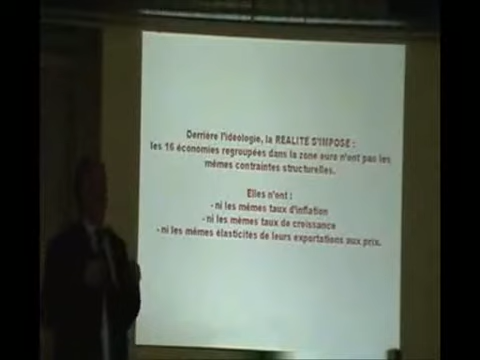 Derrière l'idéologie, la REALITE S'IMPOSE :
les 16 économies regroupées dans la zone euro n'ont pas les
mêmes contraintes structurelles.
Elles n'ont :
- ni les mêmes taux d'inflation
- ni les mêmes taux de croissance
- ni les mêmes élasticités de leurs exportations aux prix.